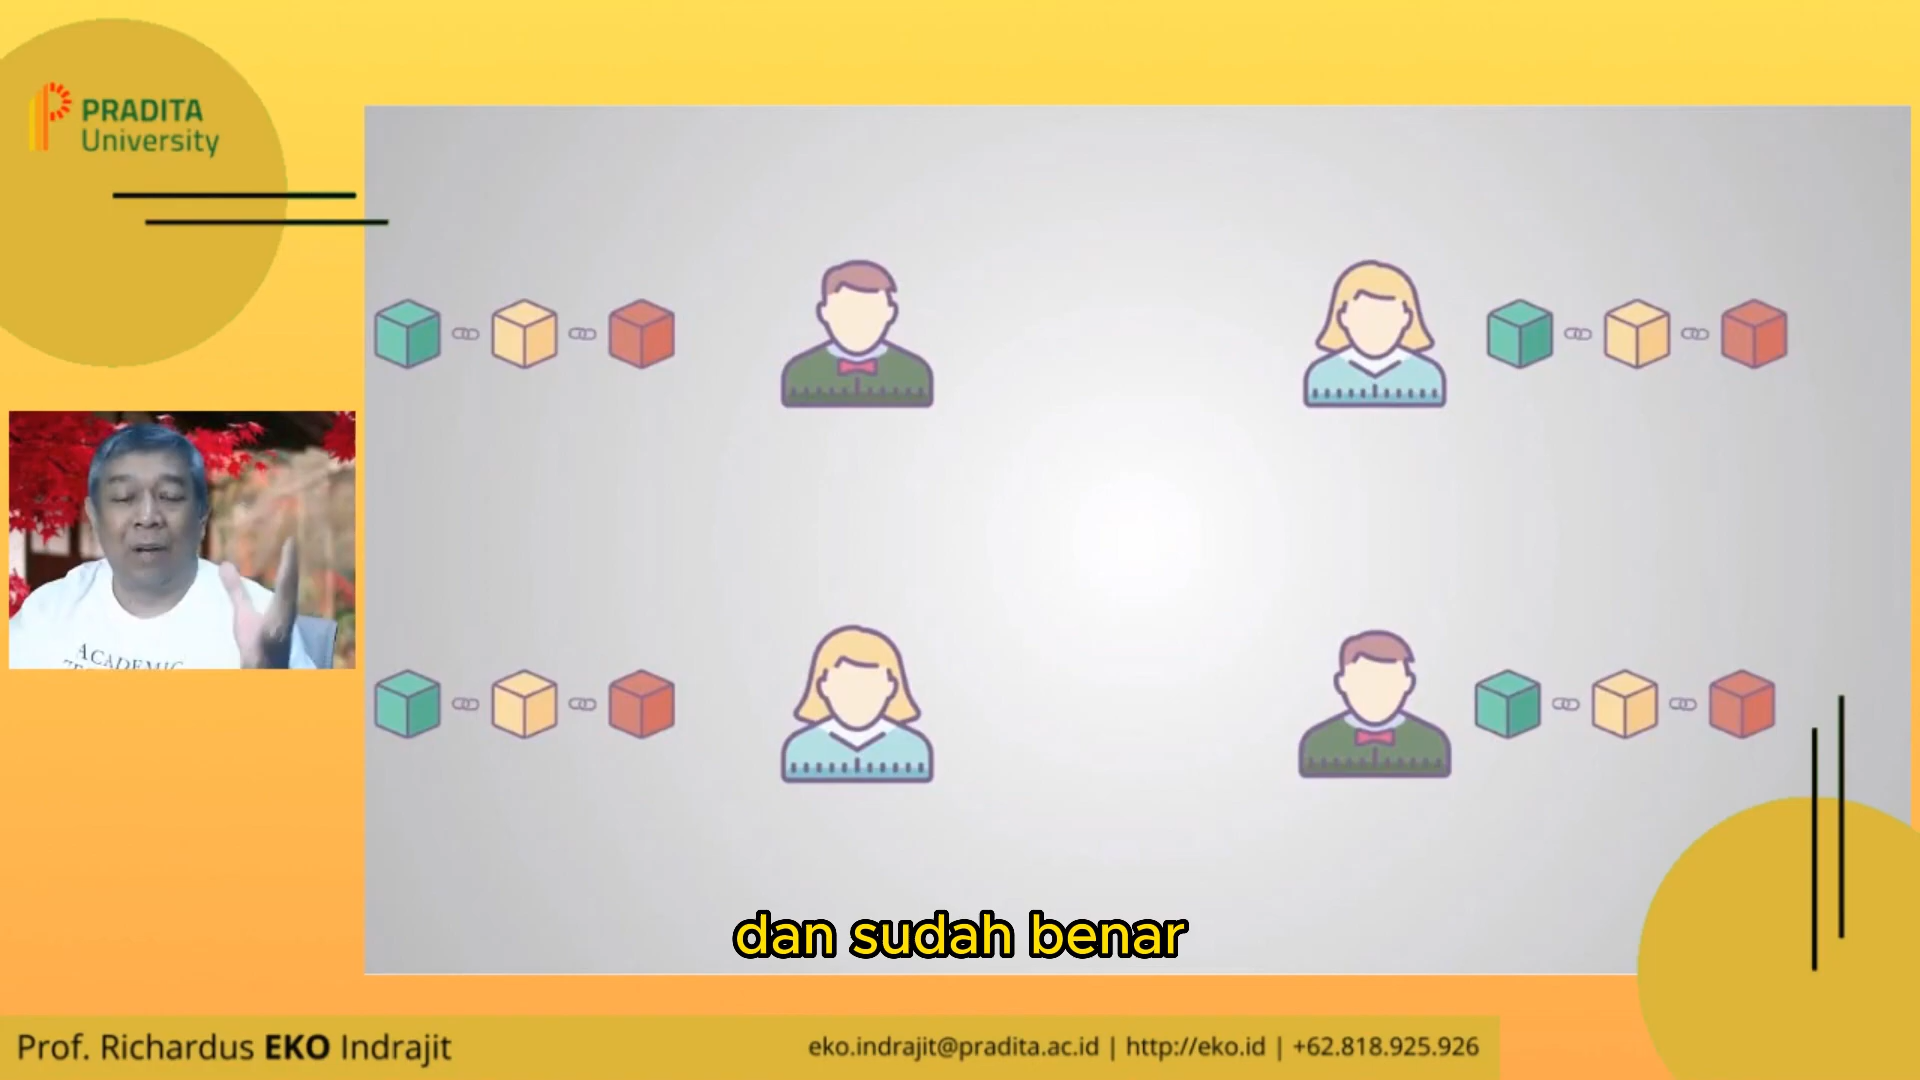 PRADITA
University
ACADEMIC
dan sudah benar
Prof. Richardus EKO Indrajit
eko.indrajit@pradita.ac.id | http://eko.id | +62.818.925.926